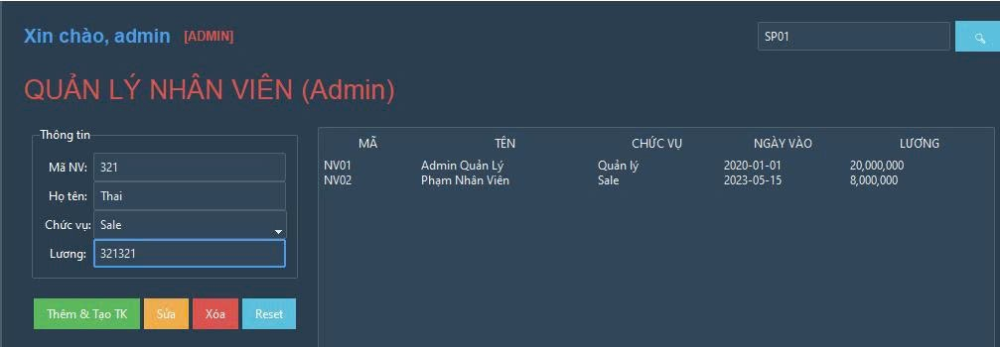 Xin chào, admin [ADMIN] SP01
QUẢN LÝ NHÂN VIÊN (Admin)
Thông tin
Mã NV: 321
Họ tên: Thai
Chức vụ: Sale
Lương: 321321
Thêm & Tạo TK Sửa Xóa Reset
MÃ TÊN CHỨC VỤ NGÀY VÀO LƯƠNG
NV01 Admin Quản Lý Quản lý 2020-01-01 20,000,000
NV02 Phạm Nhân Viên Sale 2023-05-15 8,000,000